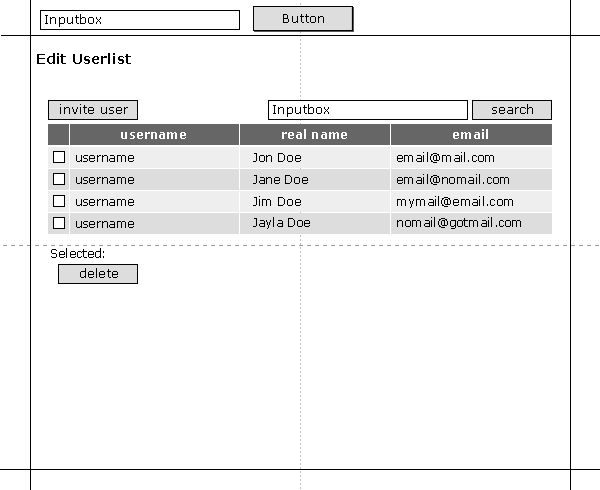 Inputbox Button
Edit Userlist
invite user Inputbox search
username real name email
username Jon Doe email@mail.com
username Jane Doe email@nomail.com
username Jim Doe mymail@email.com
username Jayla Doe nomail@gotmail.com
Selected:
delete